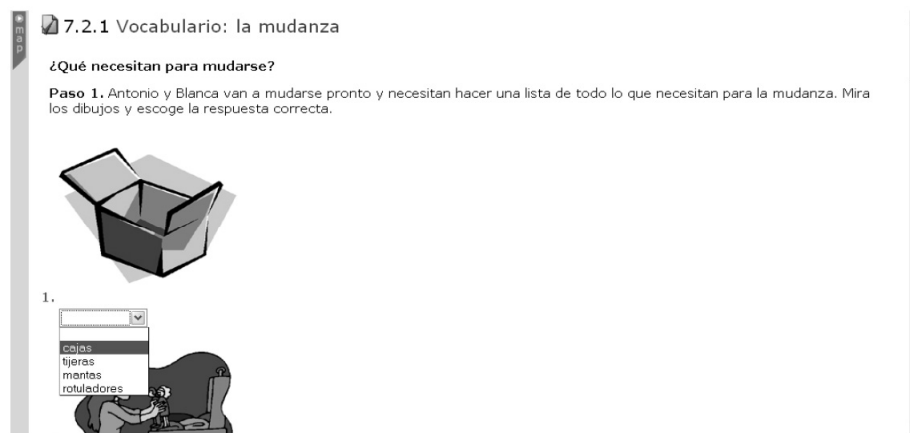 map
7.2.1 Vocabulario: la mudanza
¿Qué necesitan para mudarse?
Paso 1. Antonio y Blanca van a mudarse pronto y necesitan hacer una lista de todo lo que necesitan para la mudanza. Mira
los dibujos y escoge la respuesta correcta.
1.
cajas
tijeras
mantas
rotuladores